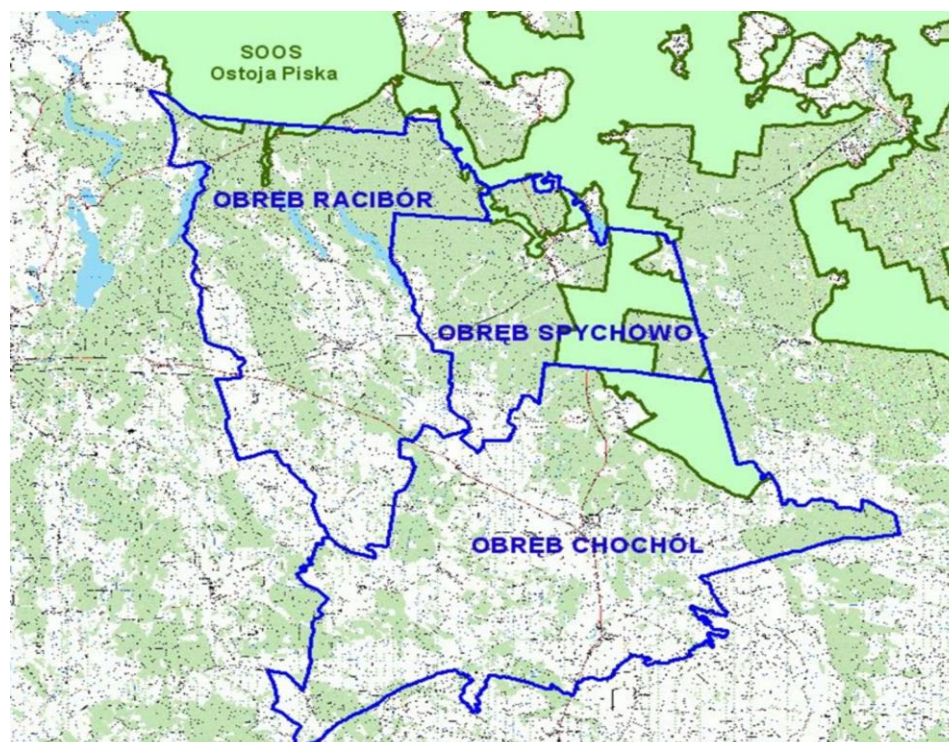 SOOS
Ostoja Piska
OBRĘB RACIBÓR
OBRĘB SPYCHOWO
OBRĘB CHOCHÓL